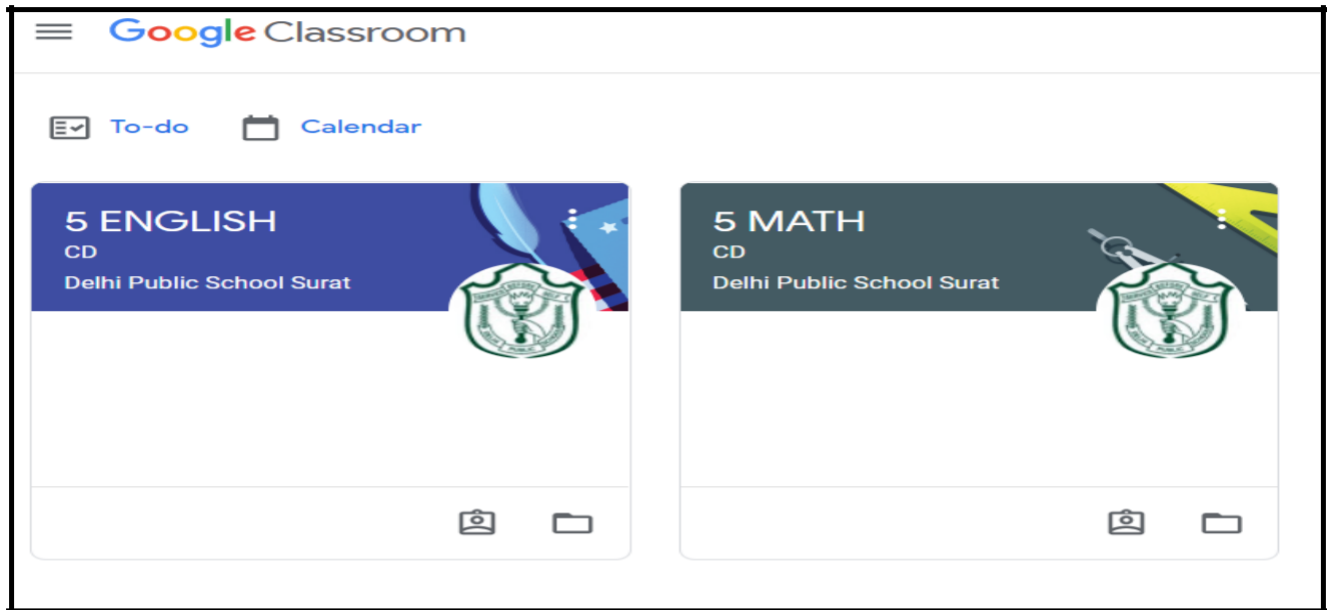 Google Classroom
To-do Calendar
5 ENGLISH
CD
Delhi Public School Surat
5 MATH
CD
Delhi Public School Surat